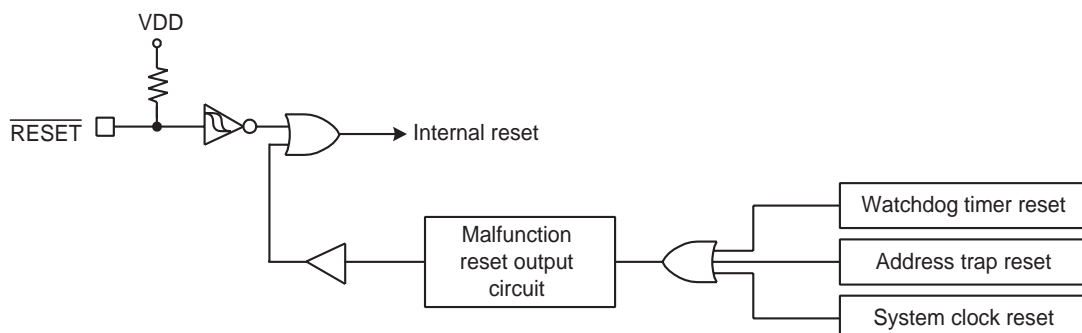 VDD
RESET
Internal reset
Malfunction
reset output
circuit
Watchdog timer reset
Address trap reset
System clock reset